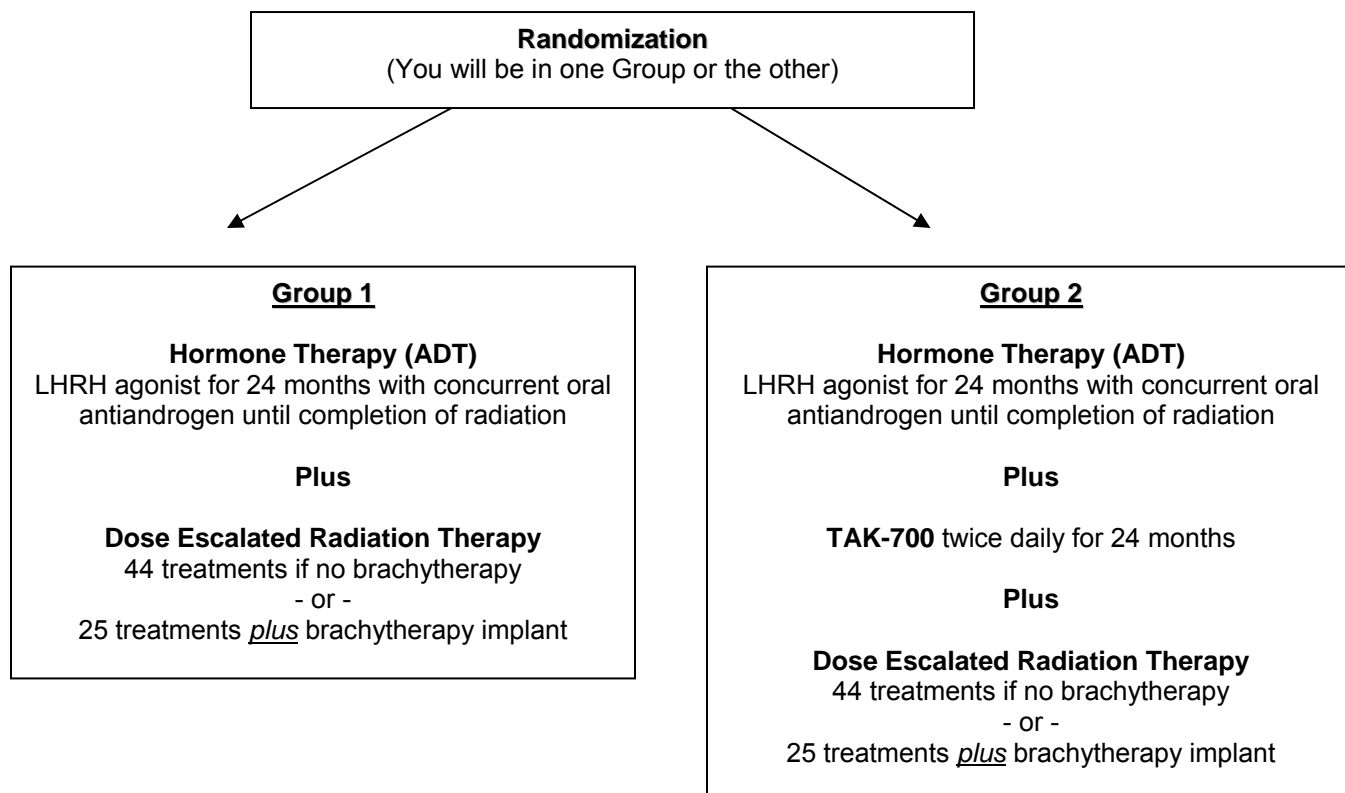 Randomization
(You will be in one Group or the other)
Group 1
Hormone Therapy (ADT)
LHRH agonist for 24 months with concurrent oral
antiandrogen until completion of radiation
Plus
Dose Escalated Radiation Therapy
44 treatments if no brachytherapy
- or -
25 treatments plus brachytherapy implant
Group 2
Hormone Therapy (ADT)
LHRH agonist for 24 months with concurrent oral
antiandrogen until completion of radiation
Plus
TAK-700 twice daily for 24 months
Plus
Dose Escalated Radiation Therapy
44 treatments if no brachytherapy
- or -
25 treatments plus brachytherapy implant